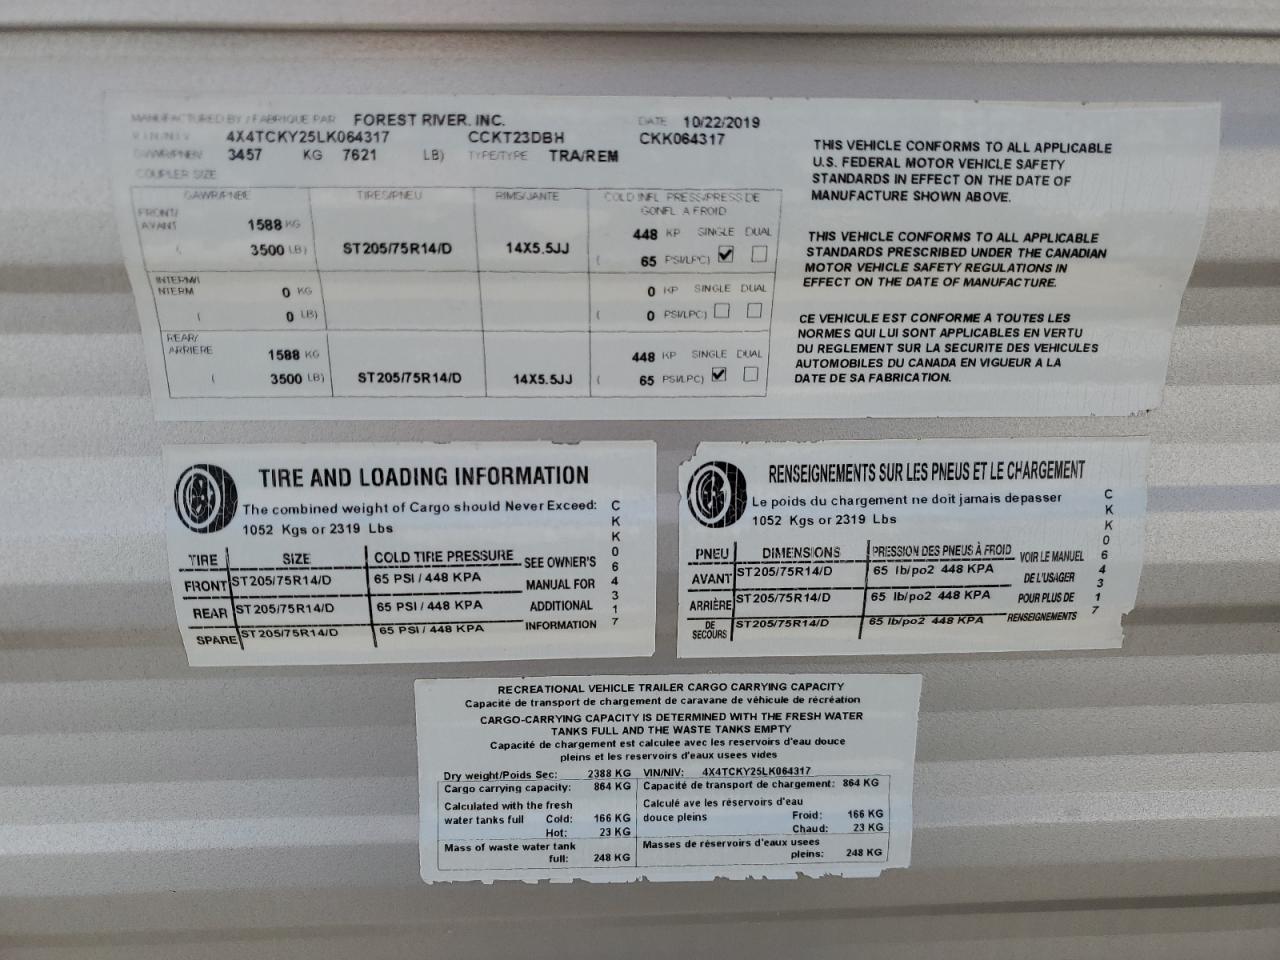 MANUFACTURED BY / FABRIQUE PAR FOREST RIVER, INC. DATE 10/22/2019
V.I.N/N.I.V 4X4TCKY25LK064317 CCKT23DBH CKK064317
GVWR/PNBV 3457 KG 7621 LB) TYPE/TYPE TRA/REM
COUPLER SIZE
GAWR/PNBE TIRES/PNEU RIMS/JANTE COLD INFL PRESS/PRESS DE
GONFL A FROID
FRONT/
AVANT 1588 KG 448 KP SINGLE DUAL
( 3500 LB) ST205/75R14/D 14X5.5JJ ( 65 PSI/LPC) ✓
INTERM/
INTERM 0 KG 0 KP SINGLE DUAL
( 0 LB) ( 0 PSI/LPC)
REAR/
ARRIERE 1588 KG 448 KP SINGLE DUAL
( 3500 LB) ST205/75R14/D 14X5.5JJ ( 65 PSI/LPC) ✓
THIS VEHICLE CONFORMS TO ALL APPLICABLE
U.S. FEDERAL MOTOR VEHICLE SAFETY
STANDARDS IN EFFECT ON THE DATE OF
MANUFACTURE SHOWN ABOVE.
THIS VEHICLE CONFORMS TO ALL APPLICABLE
STANDARDS PRESCRIBED UNDER THE CANADIAN
MOTOR VEHICLE SAFETY REGULATIONS IN
EFFECT ON THE DATE OF MANUFACTURE.
CE VEHICULE EST CONFORME A TOUTES LES
NORMES QUI LUI SONT APPLICABLES EN VERTU
DU REGLEMENT SUR LA SECURITE DES VEHICULES
AUTOMOBILES DU CANADA EN VIGUEUR A LA
DATE DE SA FABRICATION.
TIRE AND LOADING INFORMATION
The combined weight of Cargo should Never Exceed:
1052 Kgs or 2319 Lbs
TIRE SIZE COLD TIRE PRESSURE SEE OWNER'S
FRONT ST205/75R14/D 65 PSI / 448 KPA MANUAL FOR
REAR ST205/75R14/D 65 PSI / 448 KPA ADDITIONAL
SPARE ST205/75R14/D 65 PSI / 448 KPA INFORMATION
CKK064317
RENSEIGNEMENTS SUR LES PNEUS ET LE CHARGEMENT
Le poids du chargement ne doit jamais depasser
1052 Kgs or 2319 Lbs
PNEU DIMENSIONS PRESSION DES PNEUS À FROID VOIR LE MANUEL
AVANT ST205/75R14/D 65 lb/po2 448 KPA DE L'USAGER
ARRIÈRE ST205/75R14/D 65 lb/po2 448 KPA POUR PLUS DE
DE
SECOURS ST205/75R14/D 65 lb/po2 448 KPA RENSEIGNEMENTS
CKK064317
RECREATIONAL VEHICLE TRAILER CARGO CARRYING CAPACITY
Capacité de transport de chargement de caravane de véhicule de récréation
CARGO-CARRYING CAPACITY IS DETERMINED WITH THE FRESH WATER
TANKS FULL AND THE WASTE TANKS EMPTY
Capacité de chargement est calculee avec les reservoirs d'eau douce
pleins et les reservoirs d'eaux usees vides
Dry weight/Poids Sec: 2388 KG VIN/NIV: 4X4TCKY25LK064317
Cargo carrying capacity: 864 KG Capacité de transport de chargement: 864 KG
Calculated with the fresh Calculé ave les réservoirs d'eau
water tanks full Cold: 166 KG douce pleins Froid: 166 KG
Hot: 23 KG Chaud: 23 KG
Mass of waste water tank Masses de réservoirs d'eaux usees
full: 248 KG pleins: 248 KG